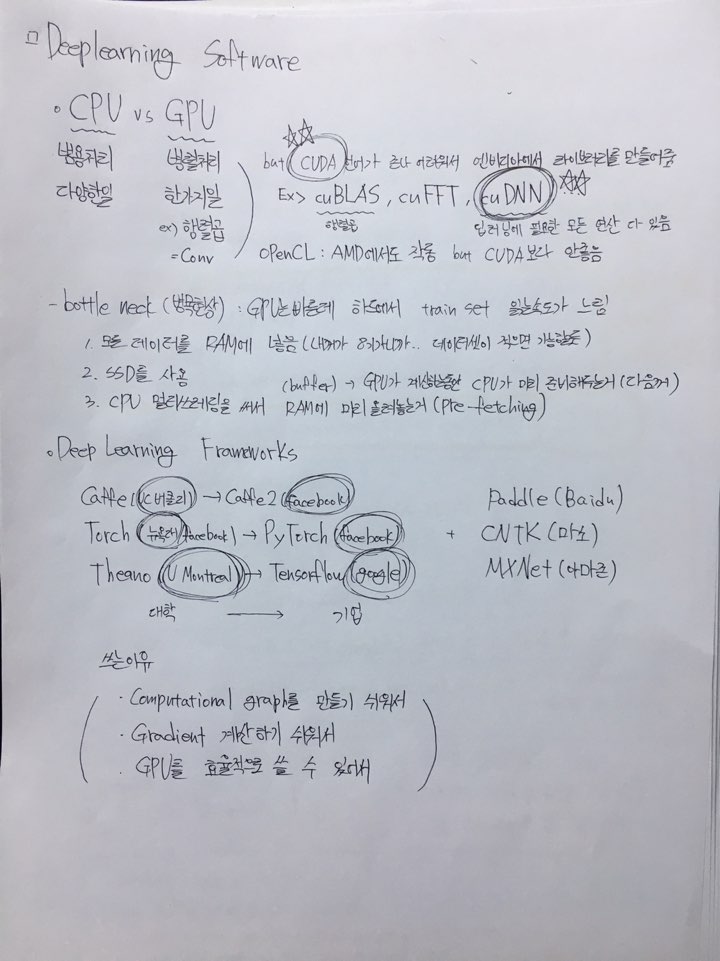 □ Deeplearning Software
∘ CPU vs GPU
범용처리 병렬처리
다양한일 한가지일
ex) 행렬곱
=Conv
but CUDA 언어가 존나 어려워서 엔비디아에서 라이브러리를 만들어줌
Ex> cuBLAS, cuFFT, cuDNN
행렬곱 딥러닝에 필요한 모든 연산 다 있음
OPenCL : AMD에서도 작동 but CUDA보다 안좋음
- bottle neck (병목현상) : GPU는 빠른데 하드에서 train set 읽는속도가 느림
1. 모든 데이터를 RAM에 넣음 (내꺼가 8기가니까.. 데이터셋이 작으면 가능할듯)
2. SSD를 사용
(buffer) → GPU가 계산하는동안 CPU가 미리 준비해주는거 (다음꺼)
3. CPU 멀티쓰레딩을 써서 RAM에 미리 올려놓는거 (Pre-fetching)
∘ Deep Learning Frameworks
Caffe (UC버클리) → Caffe2 (facebook) Paddle (Baidu)
Torch (뉴욕대/facebook) → PyTorch (facebook) + CNTK (마소)
Theano (U Montreal) → Tensorflow (google) MXNet (아마존)
대학 → 기업
쓰는이유
· Computational graph를 만들기 쉬워서
· Gradient 계산하기 쉬워서
· GPU를 효율적으로 쓸 수 있어서